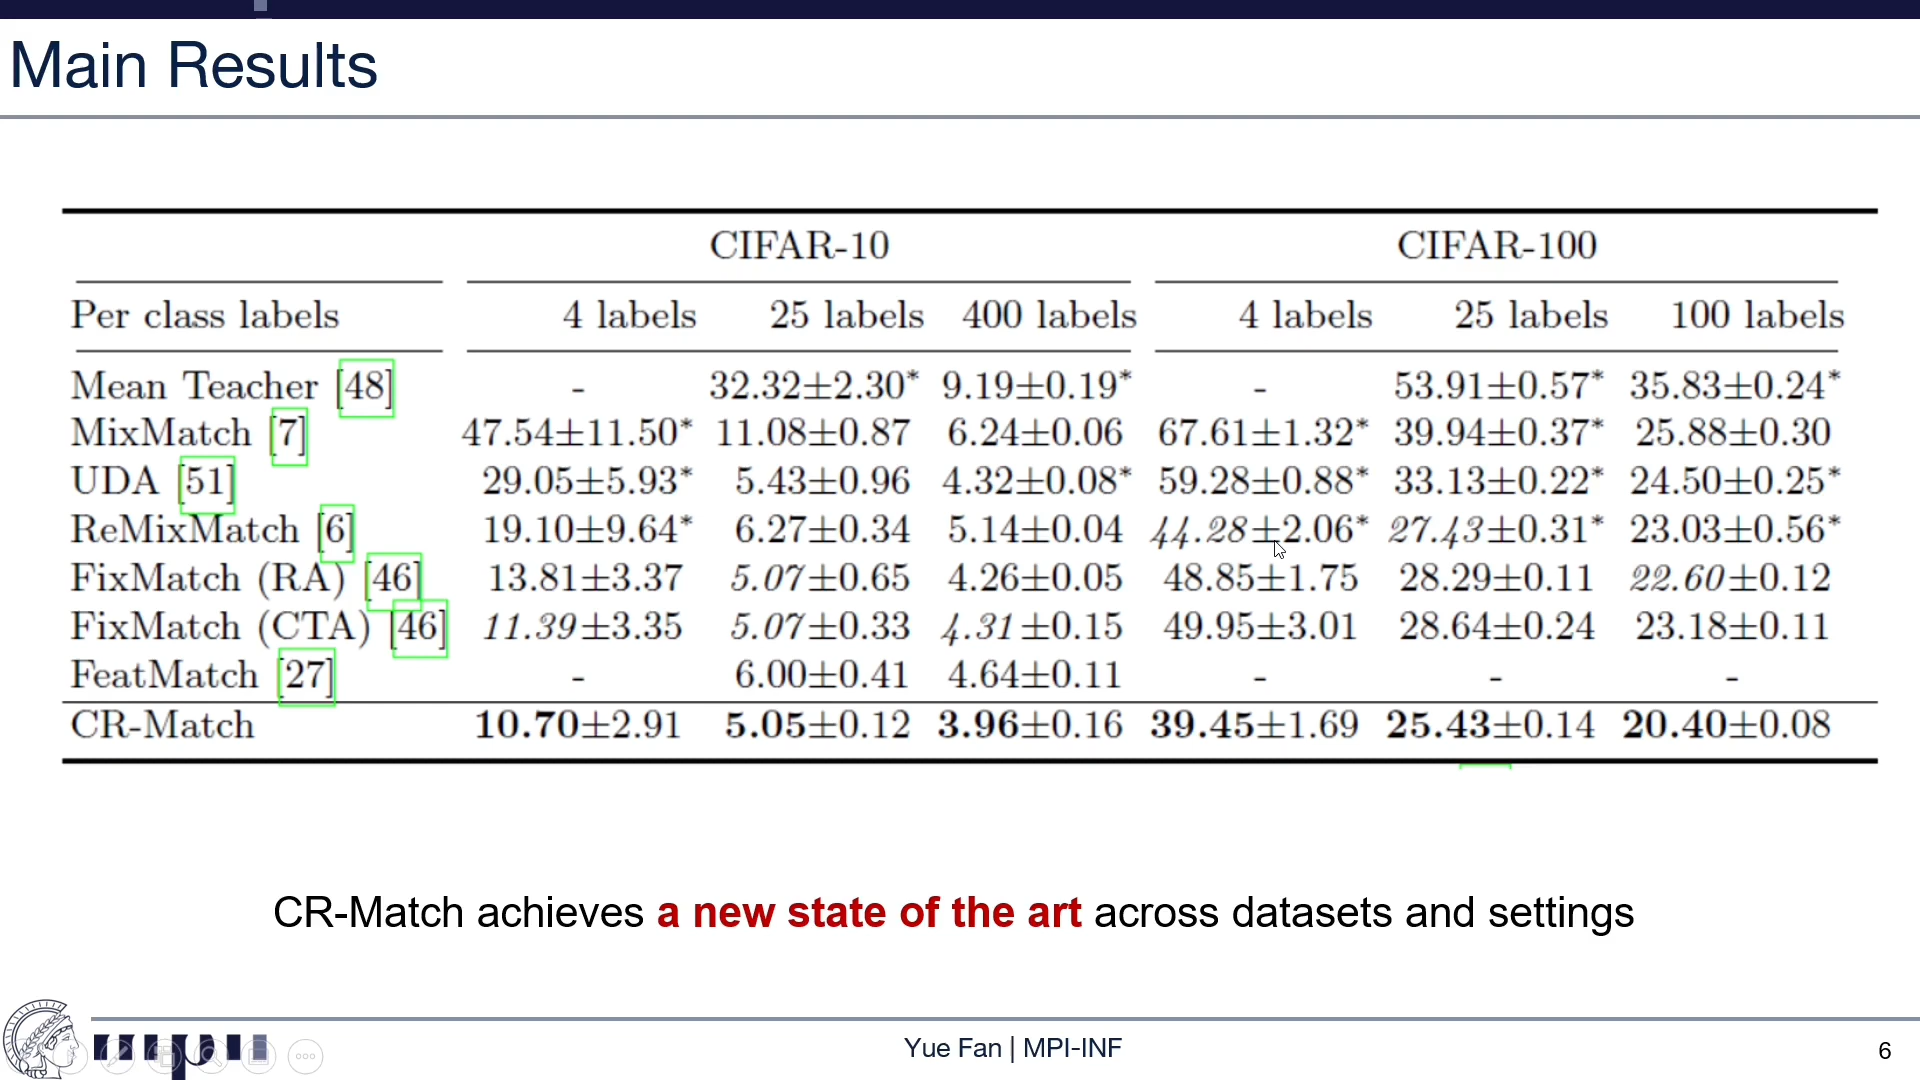 Main Results
CIFAR-10 CIFAR-100
Per class labels 4 labels 25 labels 400 labels 4 labels 25 labels 100 labels
Mean Teacher [48] - 32.32±2.30* 9.19±0.19* - 53.91±0.57* 35.83±0.24*
MixMatch [7] 47.54±11.50* 11.08±0.87 6.24±0.06 67.61±1.32* 39.94±0.37* 25.88±0.30
UDA [51] 29.05±5.93* 5.43±0.96 4.32±0.08* 59.28±0.88* 33.13±0.22* 24.50±0.25*
ReMixMatch [6] 19.10±9.64* 6.27±0.34 5.14±0.04 44.28±2.06* 27.43±0.31* 23.03±0.56*
FixMatch (RA) [46] 13.81±3.37 5.07±0.65 4.26±0.05 48.85±1.75 28.29±0.11 22.60±0.12
FixMatch (CTA) [46] 11.39±3.35 5.07±0.33 4.31±0.15 49.95±3.01 28.64±0.24 23.18±0.11
FeatMatch [27] - 6.00±0.41 4.64±0.11 - - -
CR-Match 10.70±2.91 5.05±0.12 3.96±0.16 39.45±1.69 25.43±0.14 20.40±0.08
CR-Match achieves a new state of the art across datasets and settings
Yue Fan | MPI-INF
6